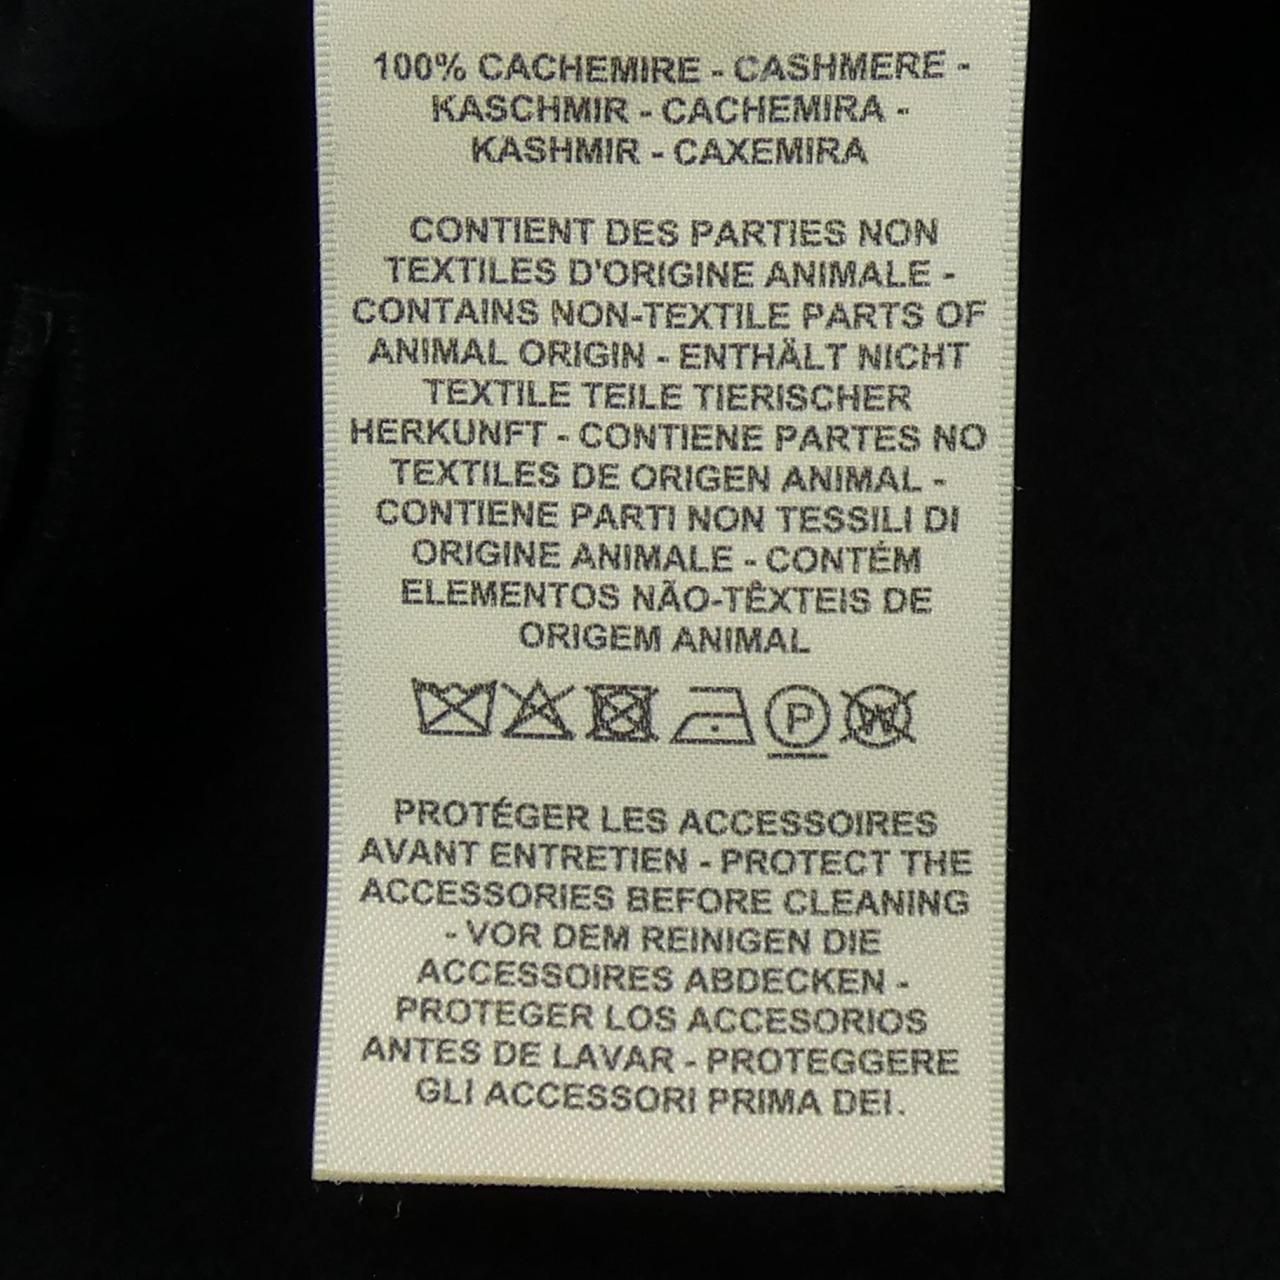 100% CACHEMIRE - CASHMERE -
KASCHMIR - CACHEMIRA -
KASHMIR - CAXEMIRA
CONTIENT DES PARTIES NON
TEXTILES D'ORIGINE ANIMALE -
CONTAINS NON-TEXTILE PARTS OF
ANIMAL ORIGIN - ENTHÄLT NICHT
TEXTILE TEILE TIERISCHER
HERKUNFT - CONTIENE PARTES NO
TEXTILES DE ORIGEN ANIMAL -
CONTIENE PARTI NON TESSILI DI
ORIGINE ANIMALE - CONTÉM
ELEMENTOS NÃO-TÊXTEIS DE
ORIGEM ANIMAL
P W
PROTÉGER LES ACCESSOIRES
AVANT ENTRETIEN - PROTECT THE
ACCESSORIES BEFORE CLEANING
- VOR DEM REINIGEN DIE
ACCESSOIRES ABDECKEN -
PROTEGER LOS ACCESORIOS
ANTES DE LAVAR - PROTEGGERE
GLI ACCESSORI PRIMA DEI.